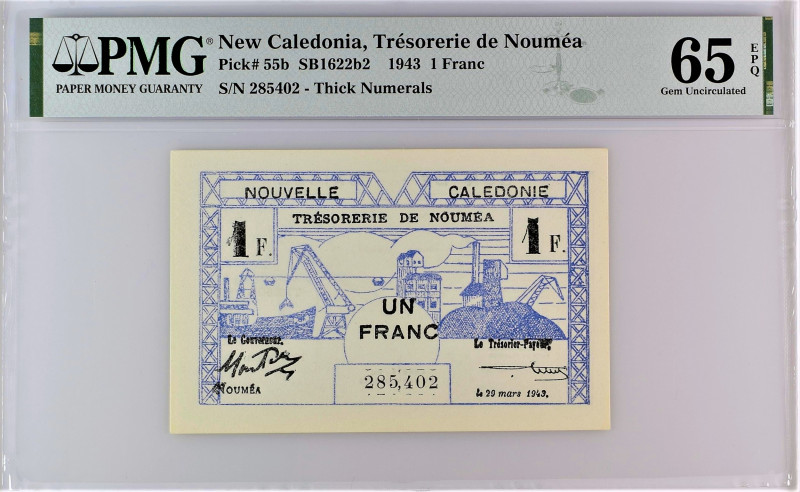 PMG®
PAPER MONEY GUARANTY
New Caledonia, Trésorerie de Nouméa
Pick# 55b SB1622b2 1943 1 Franc
S/N 285402 - Thick Numerals
65 EPQ
Gem Uncirculated
NOUVELLE CALEDONIE
TRÉSORERIE DE NOUMÉA
1 F. 1 F.
UN
FRANC
Le Gouverneur, Le Trésorier-Payeur,
NOUMÉA
285,402
le 29 mars 1943.